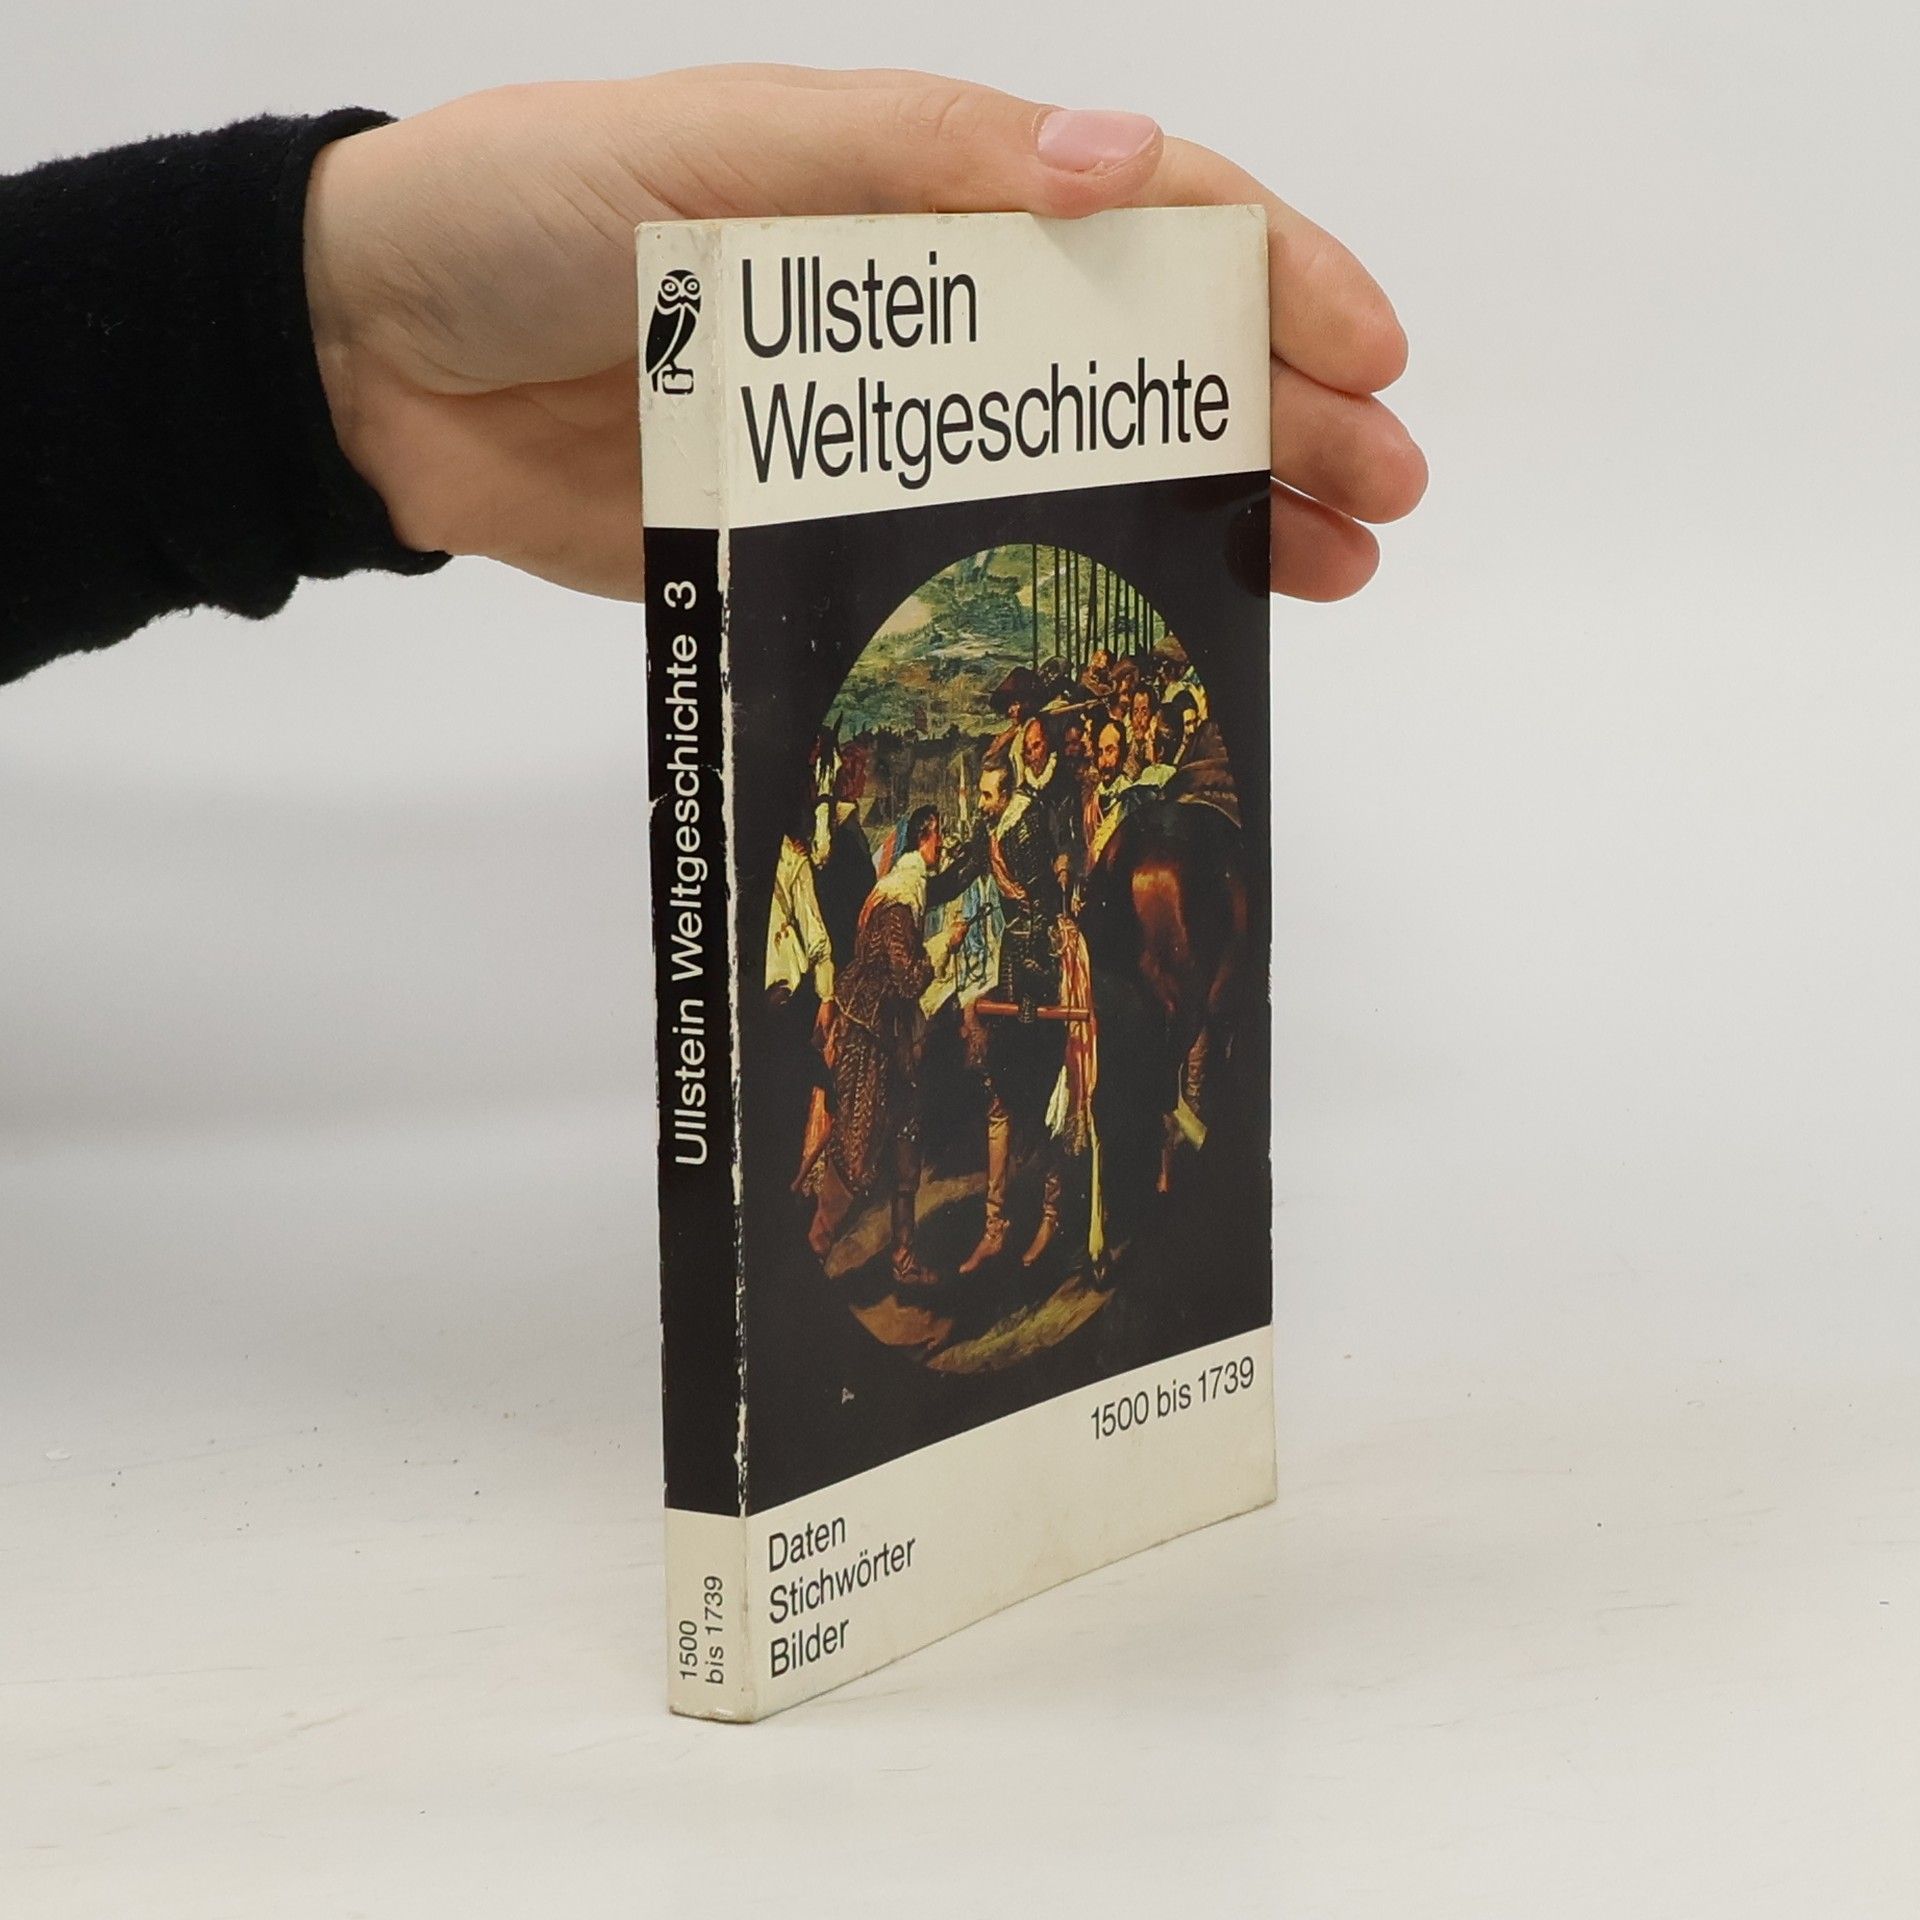 Ullstein
Weltgeschichte
1500 bis 1739
Daten
Stichwörter
Bilder
Ullstein Weltgeschichte 3
1500
bis 1739